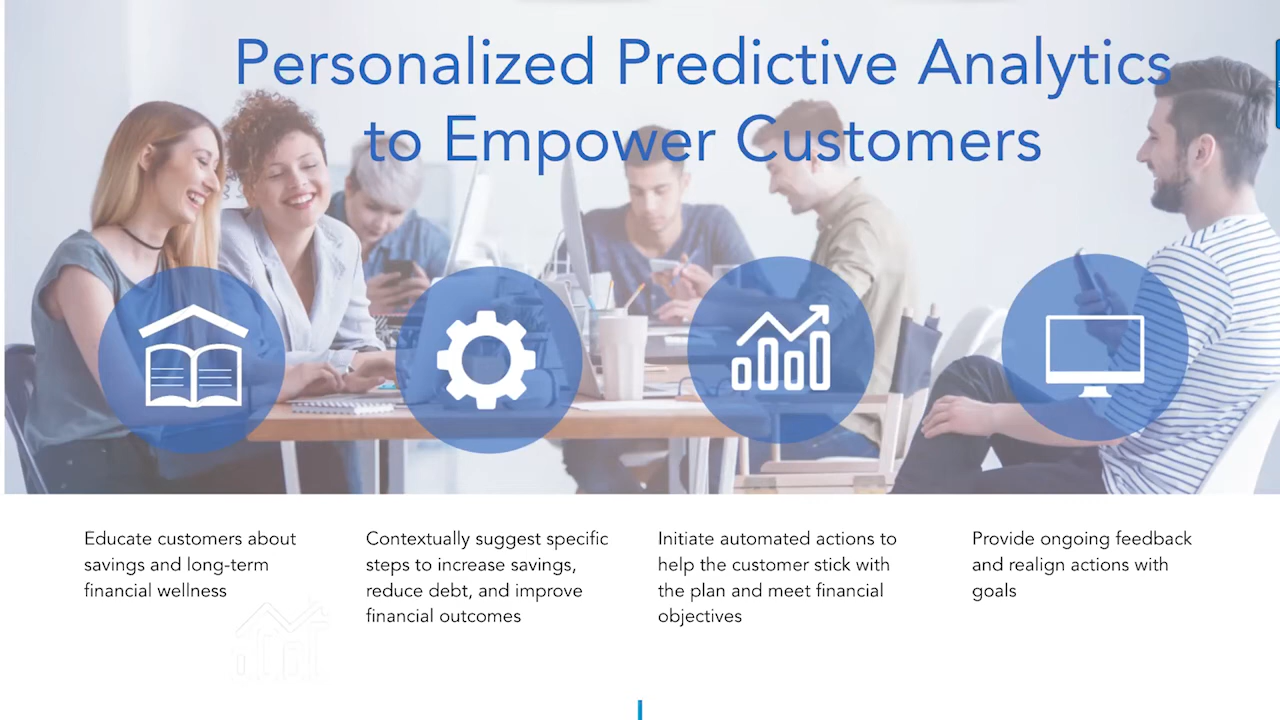 Personalized Predictive Analytics
to Empower Customers
Educate customers about
savings and long-term
financial wellness
Contextually suggest specific
steps to increase savings,
reduce debt, and improve
financial outcomes
Initiate automated actions to
help the customer stick with
the plan and meet financial
objectives
Provide ongoing feedback
and realign actions with
goals